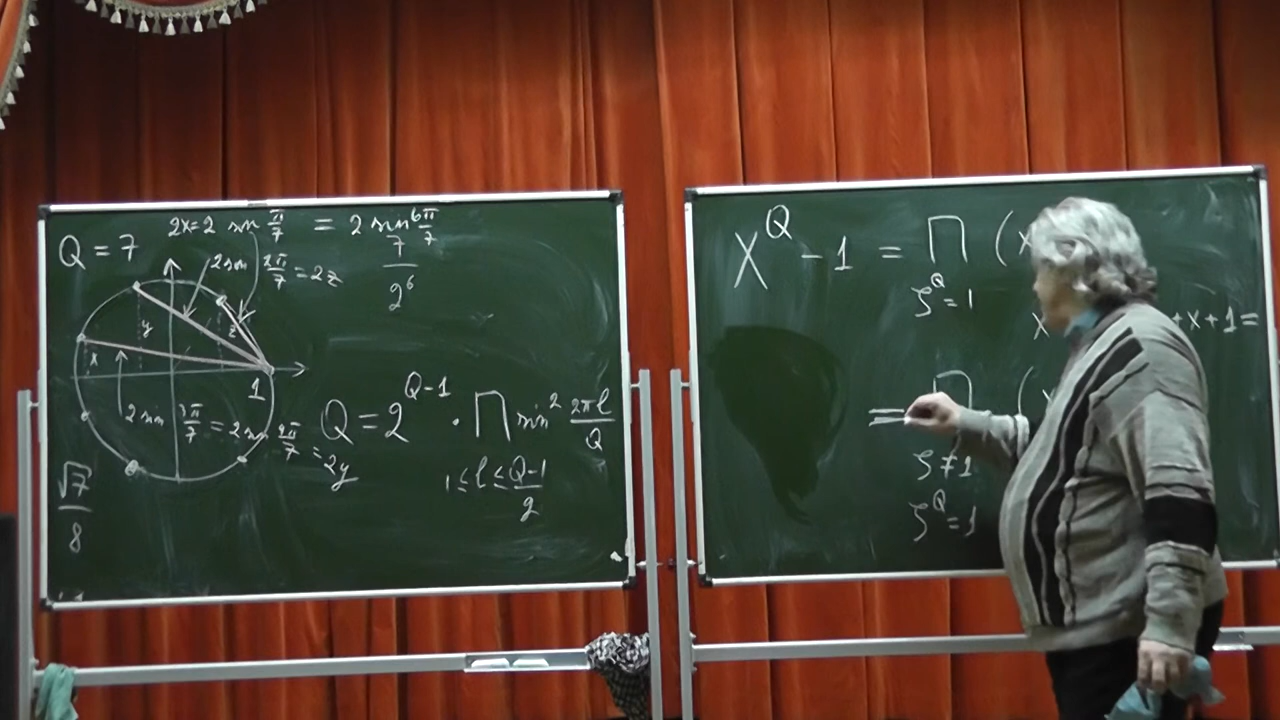 2x = 2 sin π/7 = 2 sin 6π/7
Q = 7
7/2^6
2 sin 2π/7 = 2z
y
z
x
1
2 sin 3π/7 = 2 sin 4π/7 = 2y
√7/8
Q = 2^{Q-1} · ∏ sin² 2πl/Q
1 ≤ l ≤ Q-1/2
X^Q - 1 = ∏ (x
ζ^Q = 1
x
+x+1=
= ∏ (x
ζ≠1
ζ^Q = 1